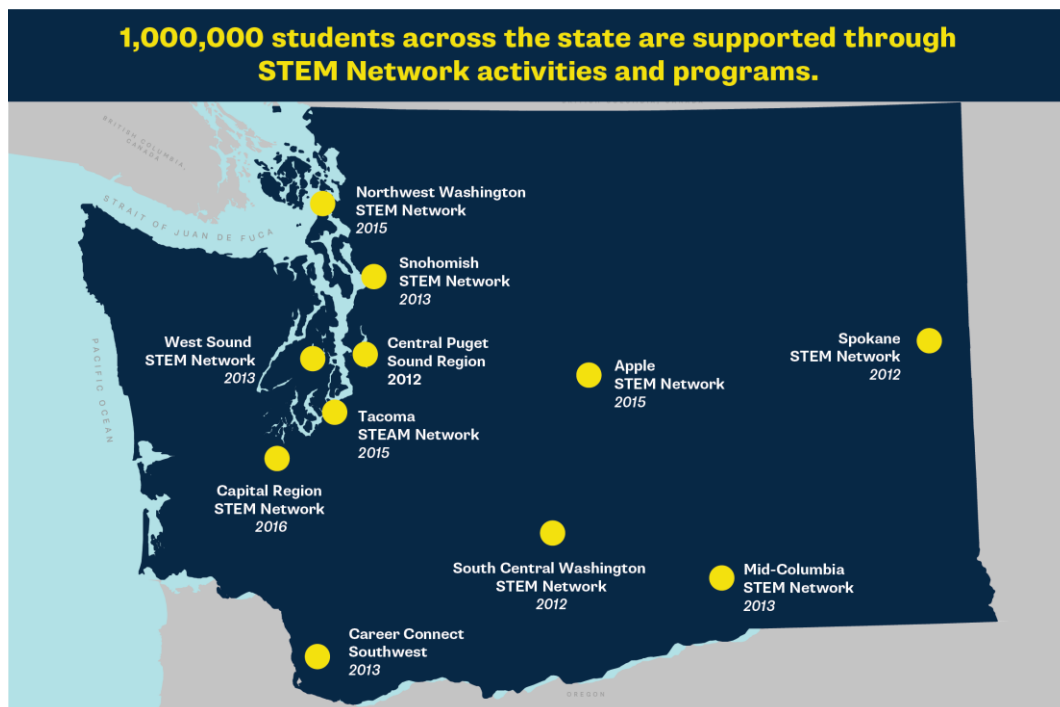 1,000,000 students across the state are supported through
STEM Network activities and programs.
BRITISH COLUMBIA,
CANADA
STRAIT OF JUAN DE FUCA
PACIFIC OCEAN
Northwest Washington
STEM Network
2015
Snohomish
STEM Network
2013
West Sound
STEM Network
2013
Central Puget
Sound Region
2012
Apple
STEM Network
2015
Spokane
STEM Network
2012
Tacoma
STEAM Network
2015
Capital Region
STEM Network
2016
South Central Washington
STEM Network
2012
Mid-Columbia
STEM Network
2013
Career Connect
Southwest
2013
OREGON